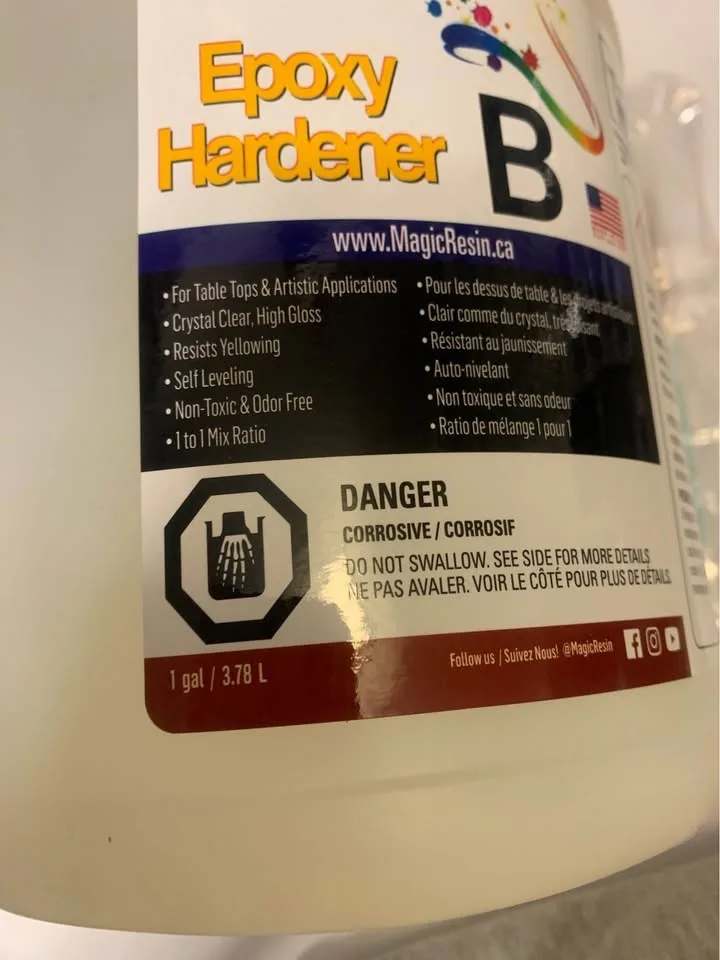 Epoxy
Hardener
B
www.MagicResin.ca
• For Table Tops & Artistic Applications
• Crystal Clear, High Gloss
• Resists Yellowing
• Self Leveling
• Non-Toxic & Odor Free
• 1 to 1 Mix Ratio
• Pour les dessus de table & les projets
• Clair comme du crystal,
• Résistant au jaunissement
• Auto-nivelant
• Non toxique et sans odeur
• Ratio de mélange 1 pour 1
DANGER
CORROSIVE / CORROSIF
DO NOT SWALLOW. SEE SIDE FOR MORE DETAILS
NE PAS AVALER. VOIR LE CÔTÉ POUR PLUS DE DÉTAILS.
1 gal / 3.78 L
Follow us / Suivez Nous! @MagicResin